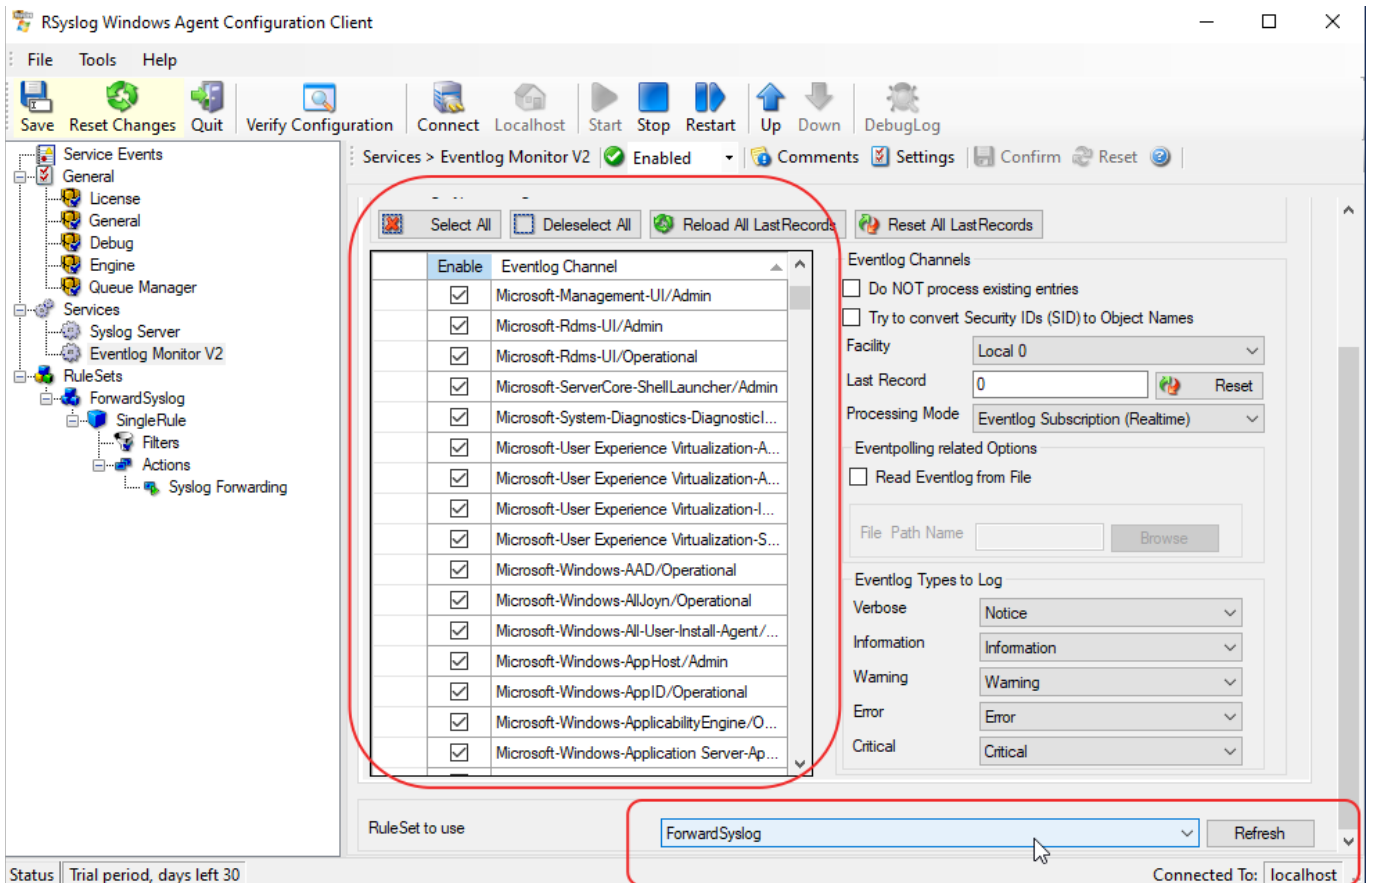 RSyslog Windows Agent Configuration Client
File Tools Help
Save Reset Changes Quit Verify Configuration Connect Localhost Start Stop Restart Up Down DebugLog
Service Events
General
License
General
Debug
Engine
Queue Manager
Services
Syslog Server
Eventlog Monitor V2
RuleSets
ForwardSyslog
SingleRule
Filters
Actions
Syslog Forwarding
Services > Eventlog Monitor V2 Enabled Comments Settings Confirm Reset
Select All Deleselect All Reload All LastRecords Reset All LastRecords
Enable Eventlog Channel
Microsoft-Management-UI/Admin
Microsoft-Rdms-UI/Admin
Microsoft-Rdms-UI/Operational
Microsoft-ServerCore-ShellLauncher/Admin
Microsoft-System-Diagnostics-DiagnosticI...
Microsoft-User Experience Virtualization-A...
Microsoft-User Experience Virtualization-A...
Microsoft-User Experience Virtualization-I...
Microsoft-User Experience Virtualization-S...
Microsoft-Windows-AAD/Operational
Microsoft-Windows-AllJoyn/Operational
Microsoft-Windows-All-User-Install-Agent/...
Microsoft-Windows-AppHost/Admin
Microsoft-Windows-AppID/Operational
Microsoft-Windows-ApplicabilityEngine/O...
Microsoft-Windows-Application Server-Ap...
Eventlog Channels
Do NOT process existing entries
Try to convert Security IDs (SID) to Object Names
Facility Local 0
Last Record 0 Reset
Processing Mode Eventlog Subscription (Realtime)
Eventpolling related Options
Read Eventlog from File
File Path Name Browse
Eventlog Types to Log
Verbose Notice
Information Information
Warning Warning
Error Error
Critical Critical
RuleSet to use ForwardSyslog Refresh
Status Trial period, days left 30 Connected To: localhost